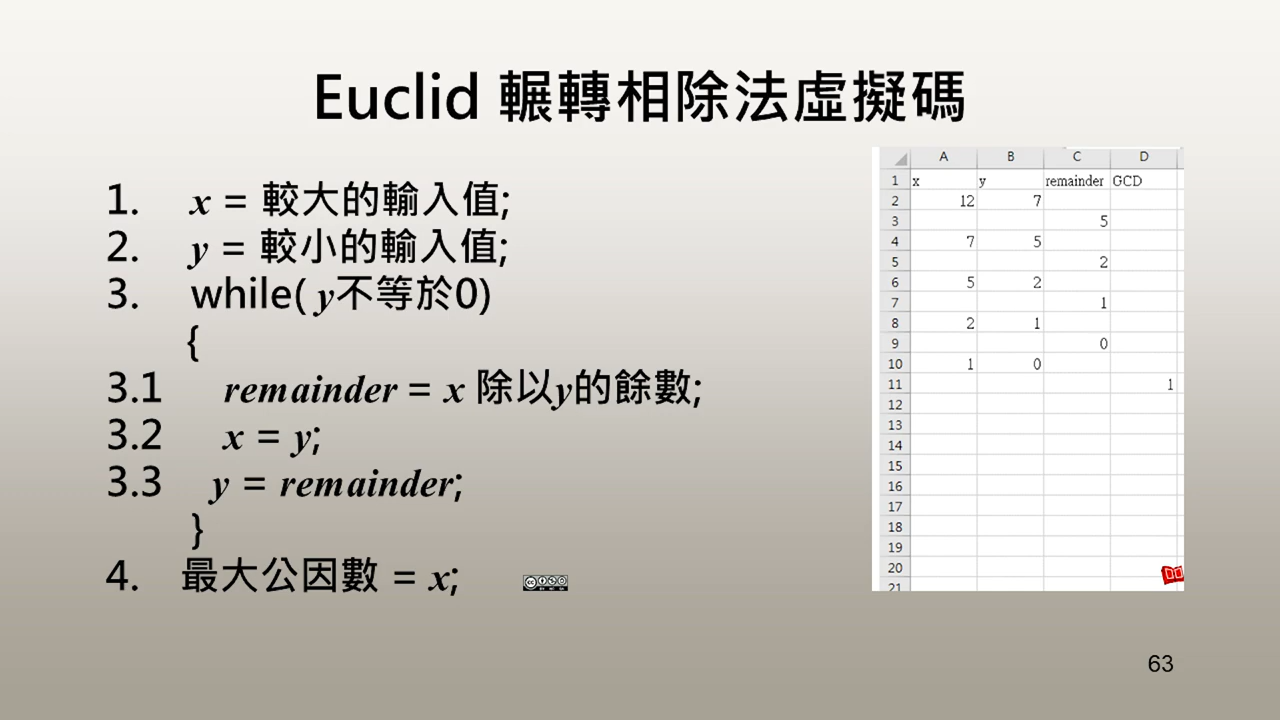 Euclid 輾轉相除法虛擬碼
1. x = 較大的輸入值;
2. y = 較小的輸入值;
3. while( y不等於0)
{
3.1 remainder = x 除以y的餘數;
3.2 x = y;
3.3 y = remainder;
}
4. 最大公因數 = x;
A B C D
1 x y remainder GCD
2 12 7
3 5
4 7 5
5 2
6 5 2
7 1
8 2 1
9 0
10 1 0
11 1
12
13
14
15
16
17
18
19
20
21
63